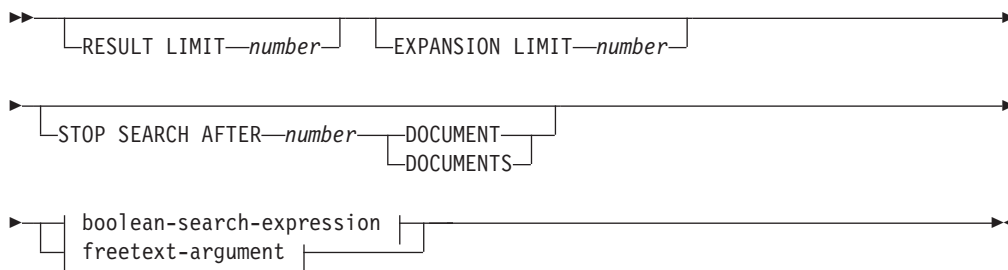 RESULT LIMIT number EXPANSION LIMIT number
STOP SEARCH AFTER number DOCUMENT
DOCUMENTS
boolean-search-expression
freetext-argument